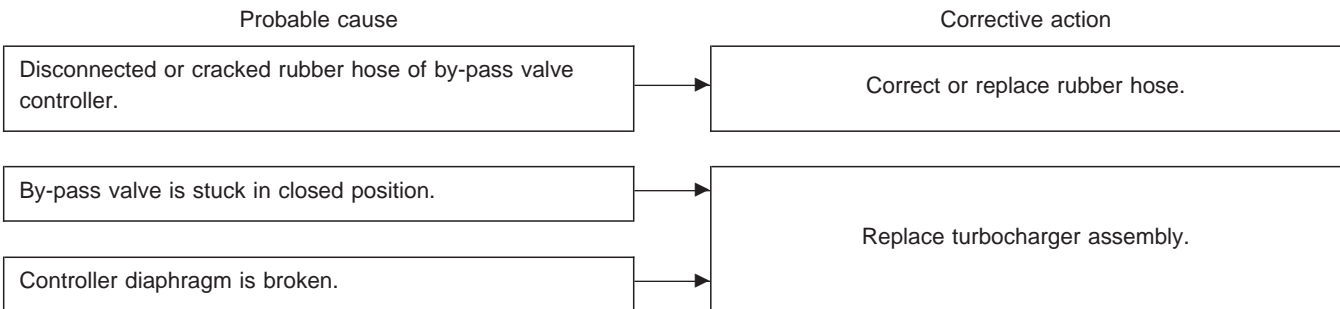 Probable cause
Corrective action
Disconnected or cracked rubber hose of by-pass valve
controller.
Correct or replace rubber hose.
By-pass valve is stuck in closed position.
Replace turbocharger assembly.
Controller diaphragm is broken.